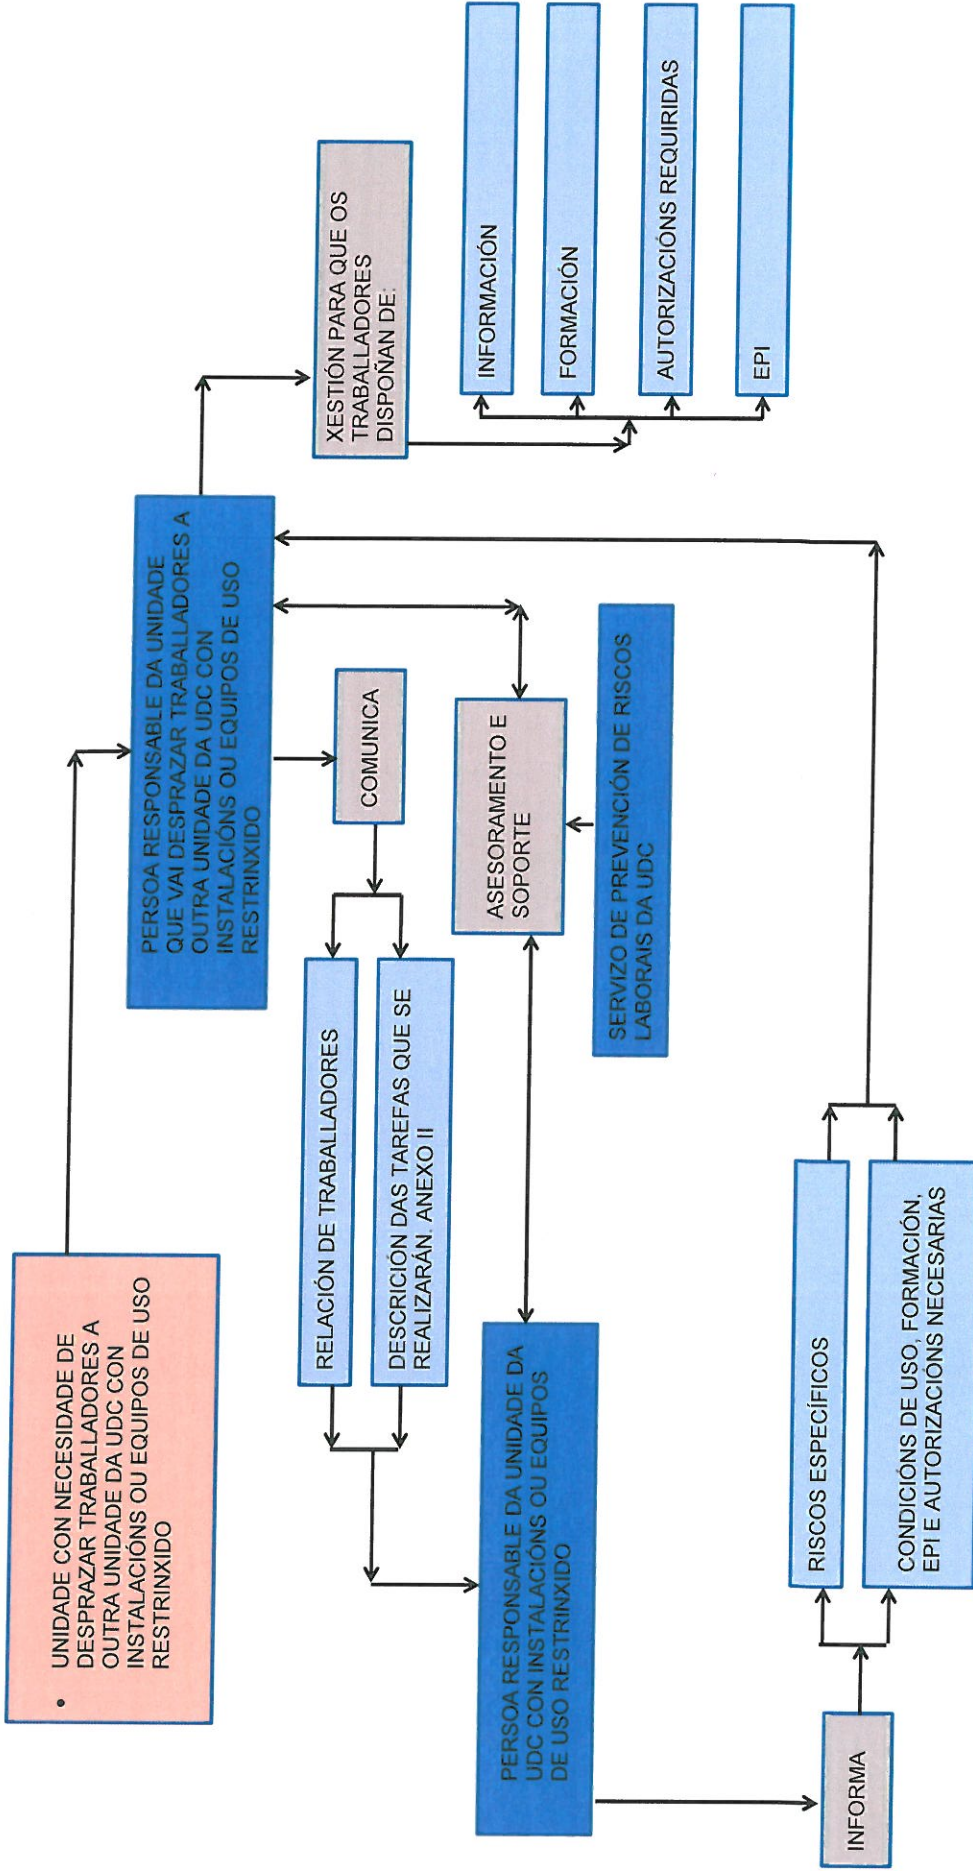 • UNIDADE CON NECESIDADE DE
DESPRAZAR TRABALLADORES A
OUTRA UNIDADE DA UDC CON
INSTALACIÓNS OU EQUIPOS DE USO
RESTRINXIDO
PERSOA RESPONSABLE DA UNIDADE
QUE VAI DESPRAZAR TRABALLADORES A
OUTRA UNIDADE DA UDC CON
INSTALACIÓNS OU EQUIPOS DE USO
RESTRINXIDO
XESTIÓN PARA QUE OS
TRABALLADORES
DISPOÑAN DE:
INFORMACIÓN
FORMACIÓN
AUTORIZACIÓNS REQUIRIDAS
EPI
COMUNICA
RELACIÓN DE TRABALLADORES
DESCRICIÓN DAS TAREFAS QUE SE
REALIZARÁN. ANEXO II
ASESORAMENTO E
SOPORTE
SERVIZO DE PREVENCIÓN DE RISCOS
LABORAIS DA UDC
PERSOA RESPONSABLE DA UNIDADE DA
UDC CON INSTALACIÓNS OU EQUIPOS
DE USO RESTRINXIDO
INFORMA
RISCOS ESPECÍFICOS
CONDICIÓNS DE USO, FORMACIÓN,
EPI E AUTORIZACIÓNS NECESARIAS